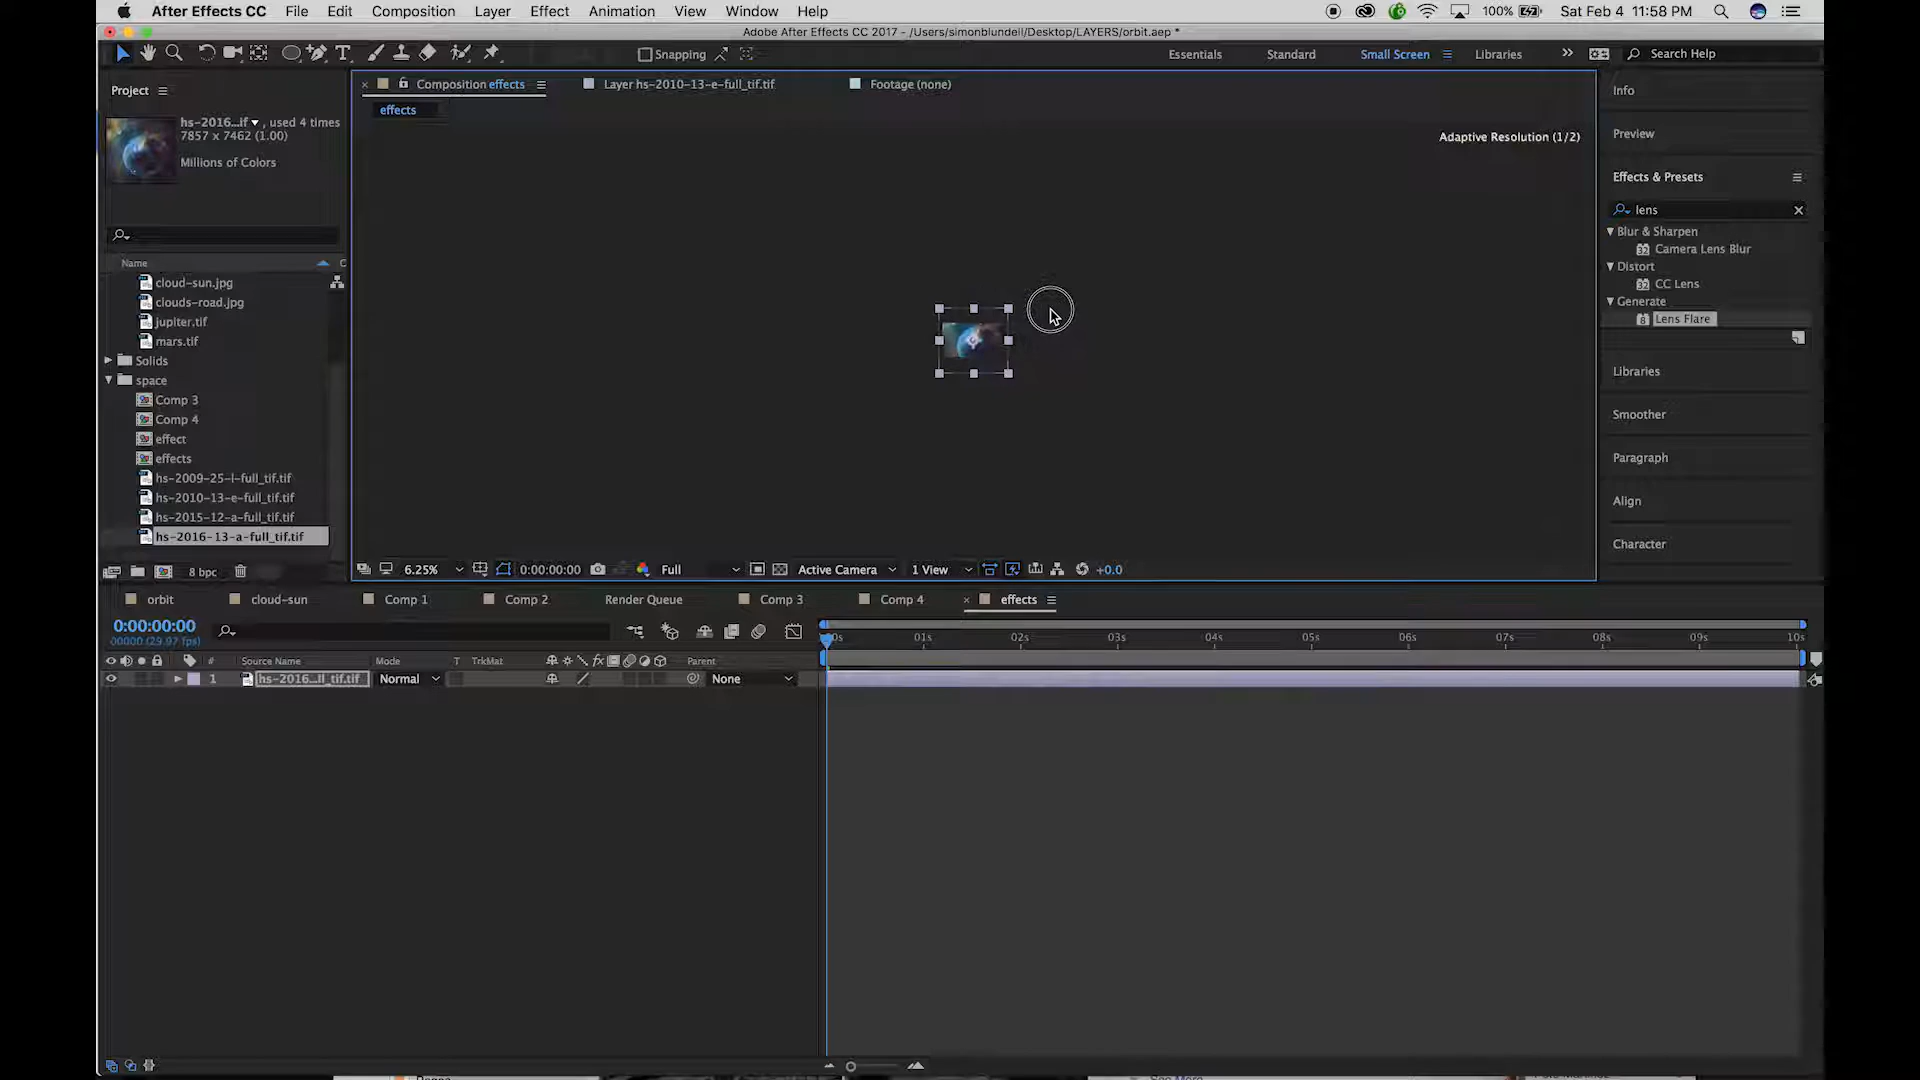 After Effects CC File Edit Composition Layer Effect Animation View Window Help 100% Sat Feb 4 11:58 PM
Adobe After Effects CC 2017 - /Users/simonblundell/Desktop/LAYERS/orbit.aep *
Snapping Essentials Standard Small Screen Libraries Search Help
Project
Composition effects Layer hs-2010-13-e-full_tif.tif Footage (none)
effects
Adaptive Resolution (1/2)
hs-2016...if , used 4 times
7857 x 7462 (1.00)
Millions of Colors
Name
cloud-sun.jpg
clouds-road.jpg
jupiter.tif
mars.tif
Solids
space
Comp 3
Comp 4
effect
effects
hs-2009-25-l-full_tif.tif
hs-2010-13-e-full_tif.tif
hs-2015-12-a-full_tif.tif
hs-2016-13-a-full_tif.tif
8 bpc
6.25% 0:00:00:00 Full Active Camera 1 View +0.0
Info
Preview
Effects & Presets
lens
Blur & Sharpen
32 Camera Lens Blur
Distort
32 CC Lens
Generate
8 Lens Flare
Libraries
Smoother
Paragraph
Align
Character
orbit cloud-sun Comp 1 Comp 2 Render Queue Comp 3 Comp 4 effects
0:00:00:00
00000 (29.97 fps)
00s 01s 02s 03s 04s 05s 06s 07s 08s 09s 10s
# Source Name Mode T TrkMat fx Parent
1 hs-2016...ll_tif.tif Normal None